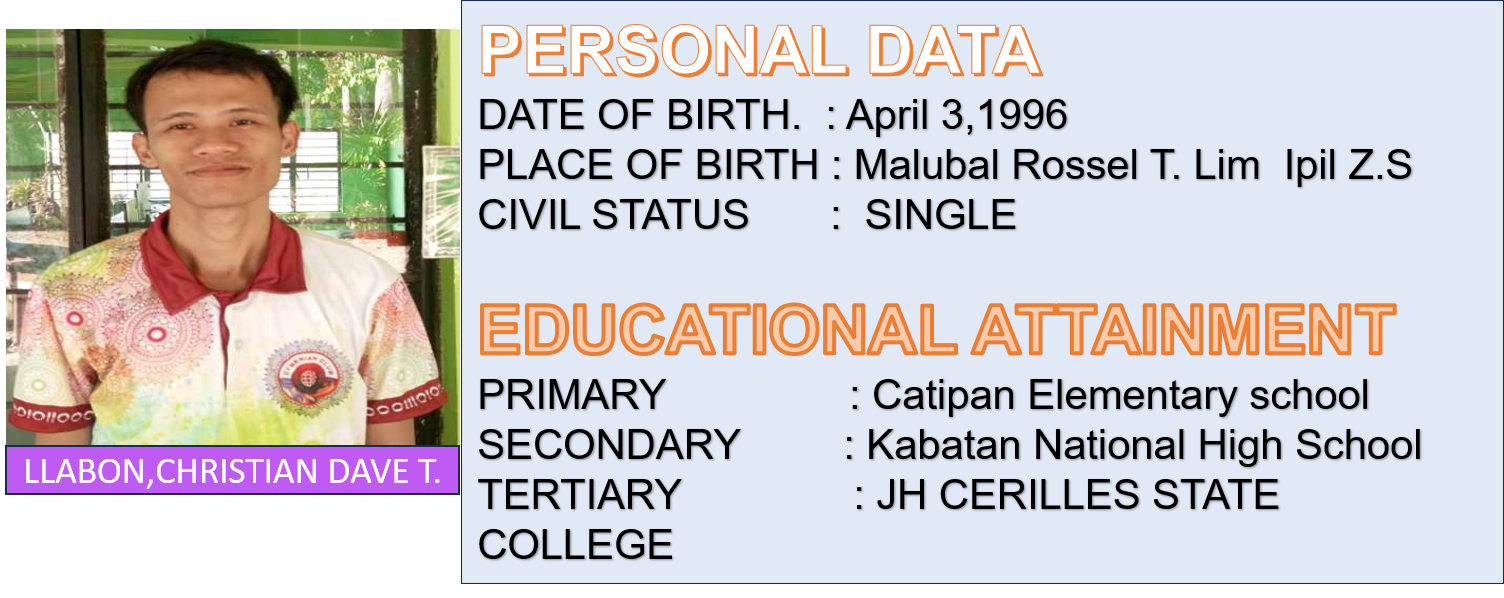 PERSONAL DATA
DATE OF BIRTH. : April 3,1996
PLACE OF BIRTH : Malubal Rossel T. Lim Ipil Z.S
CIVIL STATUS : SINGLE
EDUCATIONAL ATTAINMENT
PRIMARY : Catipan Elementary school
SECONDARY : Kabatan National High School
TERTIARY : JH CERILLES STATE
COLLEGE
LLABON,CHRISTIAN DAVE T.